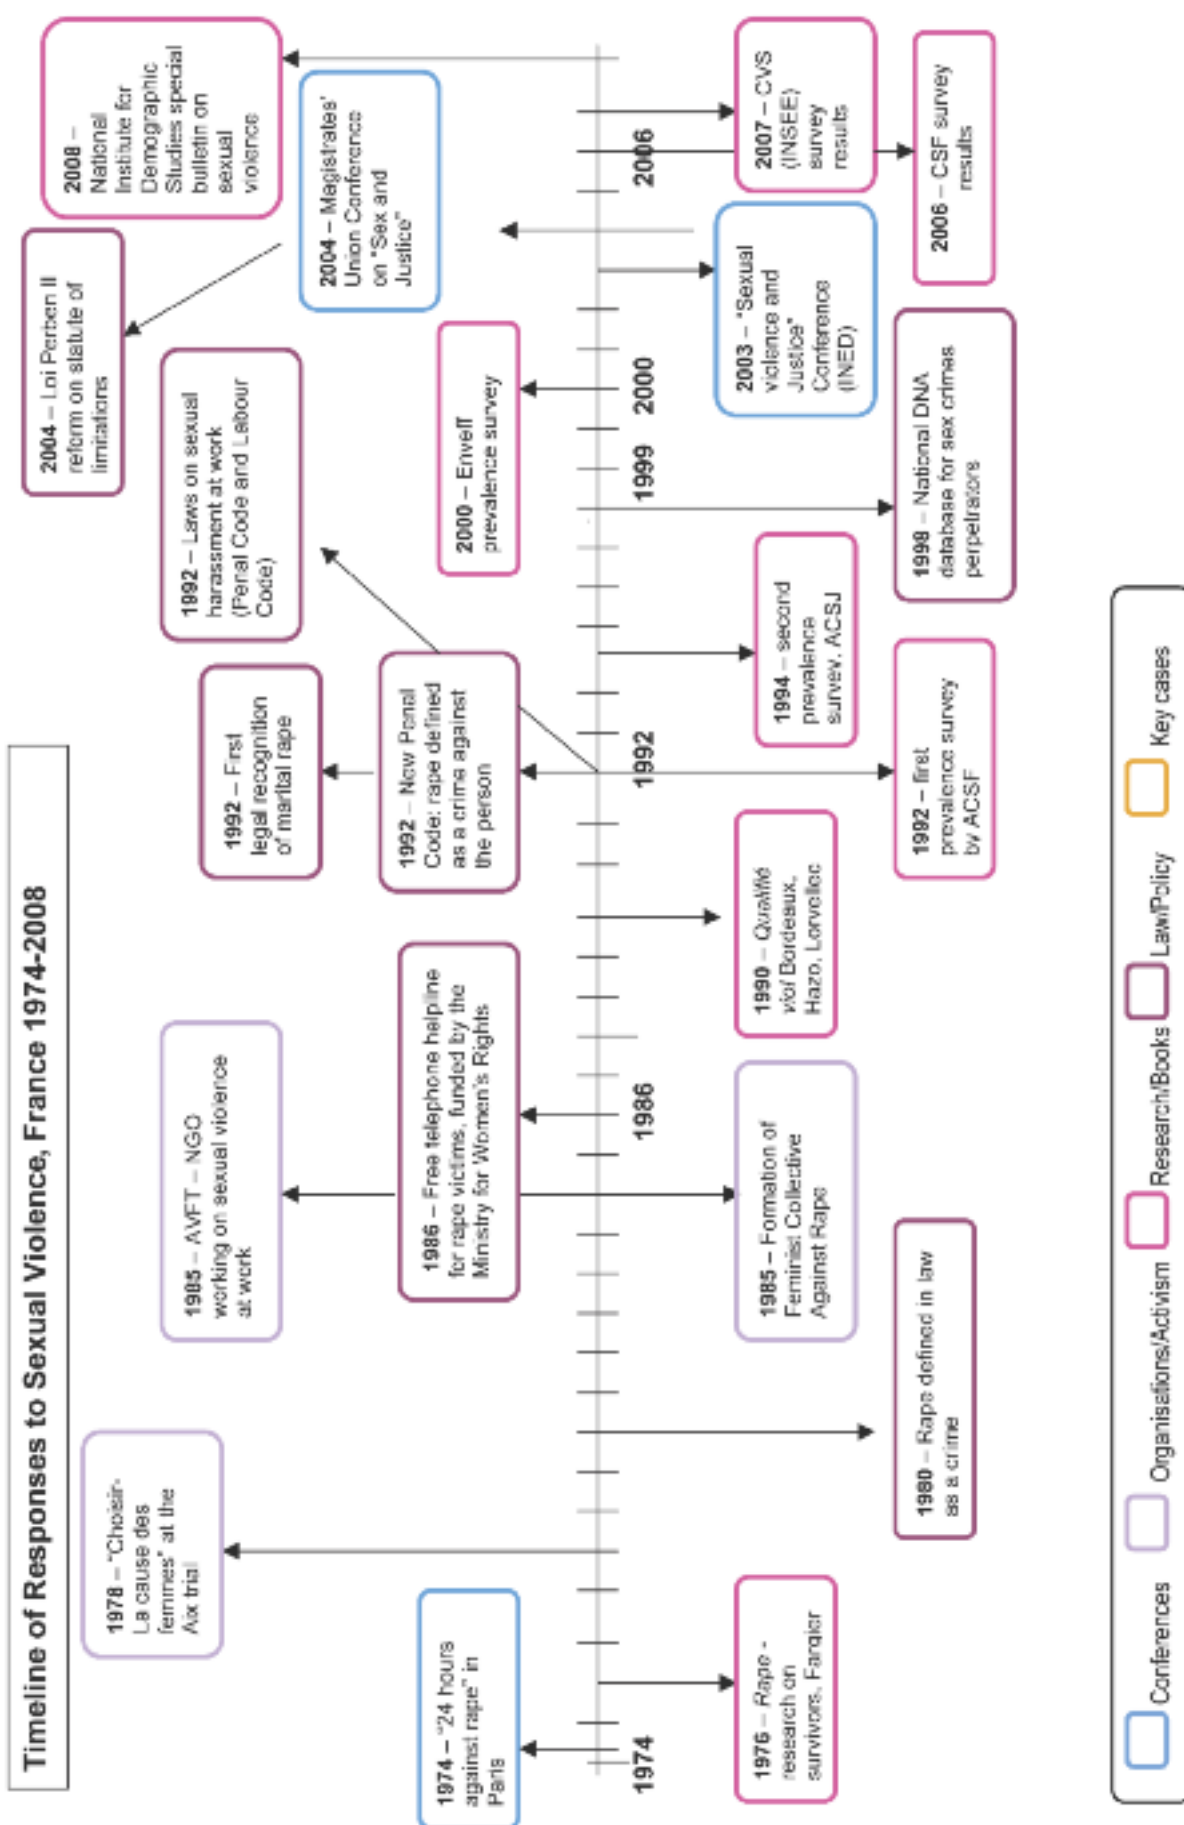 Timeline of Responses to Sexual Violence, France 1974-2008
1978 – "Choisir-
La cause des
femmes" at the
Aix trial
1985 – AVFT – NGO
working on sexual violence
at work
1992 – First
legal recognition
of marital rape
1992 – Laws on sexual
harassment at work
(Penal Code and Labour
Code)
2004 – Loi Perben II
reform on statute of
limitations
2008 –
National
Institute for
Demographic
Studies special
bulletin on
sexual
violence
1974 – "24 hours
against rape" in
Paris
1986 – Free telephone helpline
for rape victims, funded by the
Ministry for Women's Rights
1992 – New Penal
Code: rape defined
as a crime against
the person
2000 – Enveff
prevalence survey
2004 – Magistrates'
Union Conference
on "Sex and
Justice"
1974
1986
1992
1999
2000
2006
1976 – Rape -
research on
survivors, Fargier
1985 – Formation of
Feminist Collective
Against Rape
1990 – Qualifié
viol Bordeaux,
Hazo, Lorvellec
1994 – second
prevalence
survey, ACSJ
2003 – "Sexual
violence and
Justice"
Conference
(INED)
2007 – CVS
(INSEE)
survey
results
1980 – Rape defined in law
as a crime
1992 – first
prevalence survey
by ACSF
1998 – National DNA
database for sex crimes
perpetrators
2006 – CSF survey
results
Conferences
Organisations/Activism
Research/Books
Law/Policy
Key cases